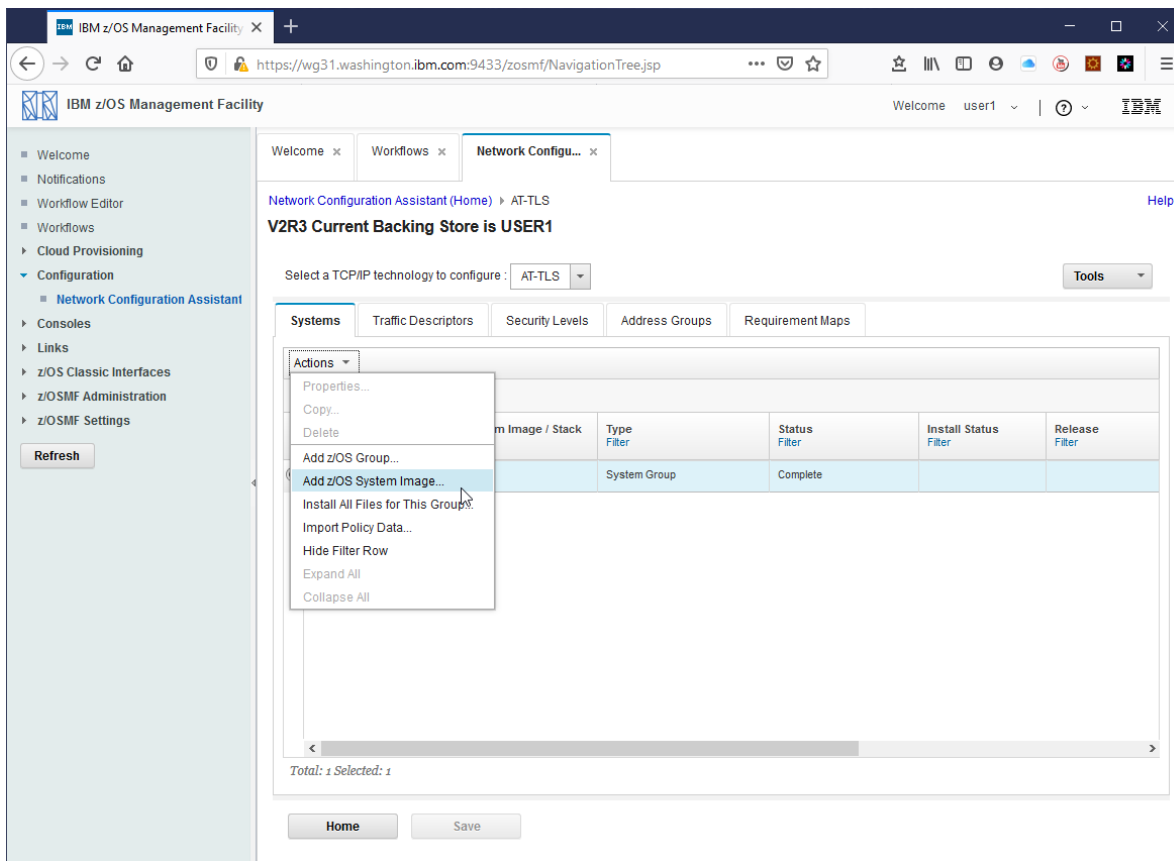 IBM IBM z/OS Management Facility
https://wg31.washington.ibm.com:9433/zosmf/NavigationTree.jsp
IBM z/OS Management Facility
Welcome user1
IBM
Welcome
Notifications
Workflow Editor
Workflows
Cloud Provisioning
Configuration
Network Configuration Assistant
Consoles
Links
z/OS Classic Interfaces
z/OSMF Administration
z/OSMF Settings
Refresh
Welcome Workflows Network Configu...
Network Configuration Assistant (Home) AT-TLS Help
V2R3 Current Backing Store is USER1
Select a TCP/IP technology to configure : AT-TLS Tools
Systems Traffic Descriptors Security Levels Address Groups Requirement Maps
Actions
Properties...
Copy...
Delete
Add z/OS Group...
Add z/OS System Image...
Install All Files for This Group...
Import Policy Data...
Hide Filter Row
Expand All
Collapse All
m Image / Stack Type Status Install Status Release
Filter Filter Filter Filter
System Group Complete
Total: 1 Selected: 1
Home Save